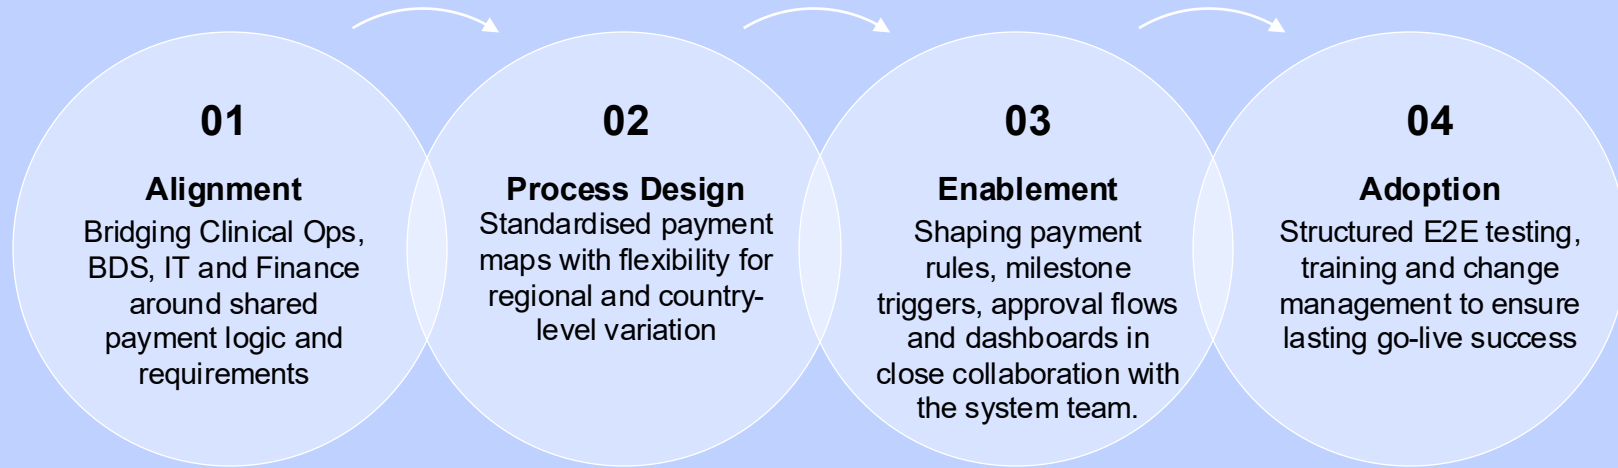 01
Alignment
Bridging Clinical Ops,
BDS, IT and Finance
around shared
payment logic and
requirements
02
Process Design
Standardised payment
maps with flexibility for
regional and country-
level variation
03
Enablement
Shaping payment
rules, milestone
triggers, approval flows
and dashboards in
close collaboration with
the system team.
04
Adoption
Structured E2E testing,
training and change
management to ensure
lasting go-live success